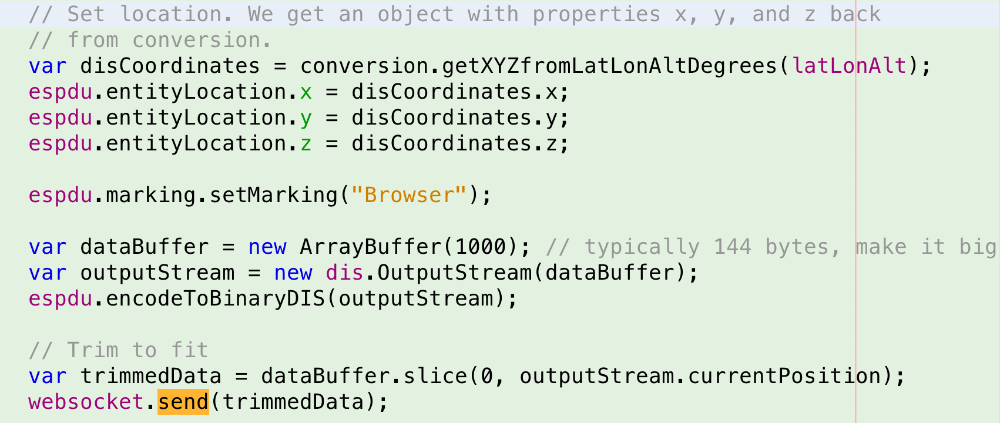 // Set location. We get an object with properties x, y, and z back
// from conversion.
var disCoordinates = conversion.getXYZfromLatLonAltDegrees(latLonAlt);
espdu.entityLocation.x = disCoordinates.x;
espdu.entityLocation.y = disCoordinates.y;
espdu.entityLocation.z = disCoordinates.z;
espdu.marking.setMarking("Browser");
var dataBuffer = new ArrayBuffer(1000); // typically 144 bytes, make it big
var outputStream = new dis.OutputStream(dataBuffer);
espdu.encodeToBinaryDIS(outputStream);
// Trim to fit
var trimmedData = dataBuffer.slice(0, outputStream.currentPosition);
websocket.send(trimmedData);